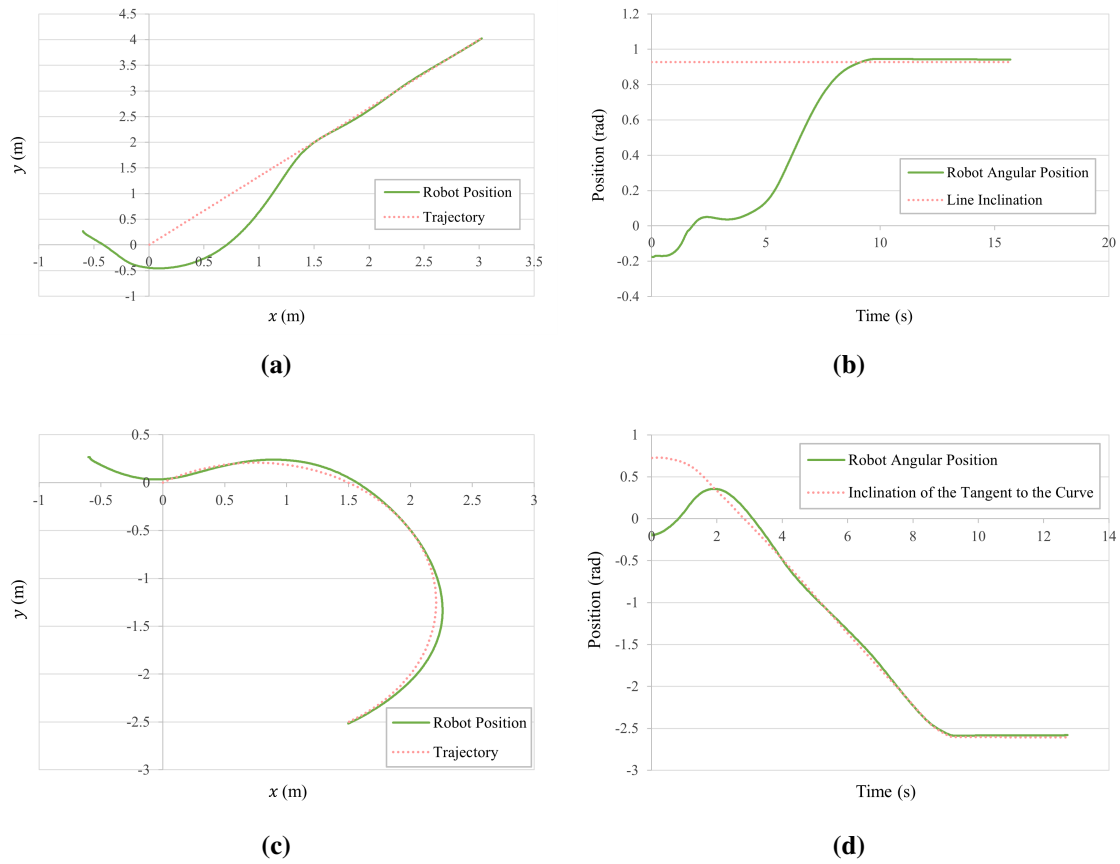 4.5
4
3.5
3
2.5
2
1.5
1
0.5
0
-0.5
-1
-1 -0.5 0 0.5 1 1.5 2 2.5 3 3.5
y (m)
x (m)
Robot Position
Trajectory
(a)
1.2
1
0.8
0.6
0.4
0.2
0
-0.2
-0.4
0 5 10 15 20
Position (rad)
Time (s)
Robot Angular Position
Line Inclination
(b)
0.5
0
-0.5
-1
-1.5
-2
-2.5
-3
-1 -0.5 0 0.5 1 1.5 2 2.5 3
y (m)
x (m)
Robot Position
Trajectory
(c)
1
0.5
0
-0.5
-1
-1.5
-2
-2.5
-3
0 2 4 6 8 10 12 14
Position (rad)
Time (s)
Robot Angular Position
Inclination of the Tangent to the Curve
(d)